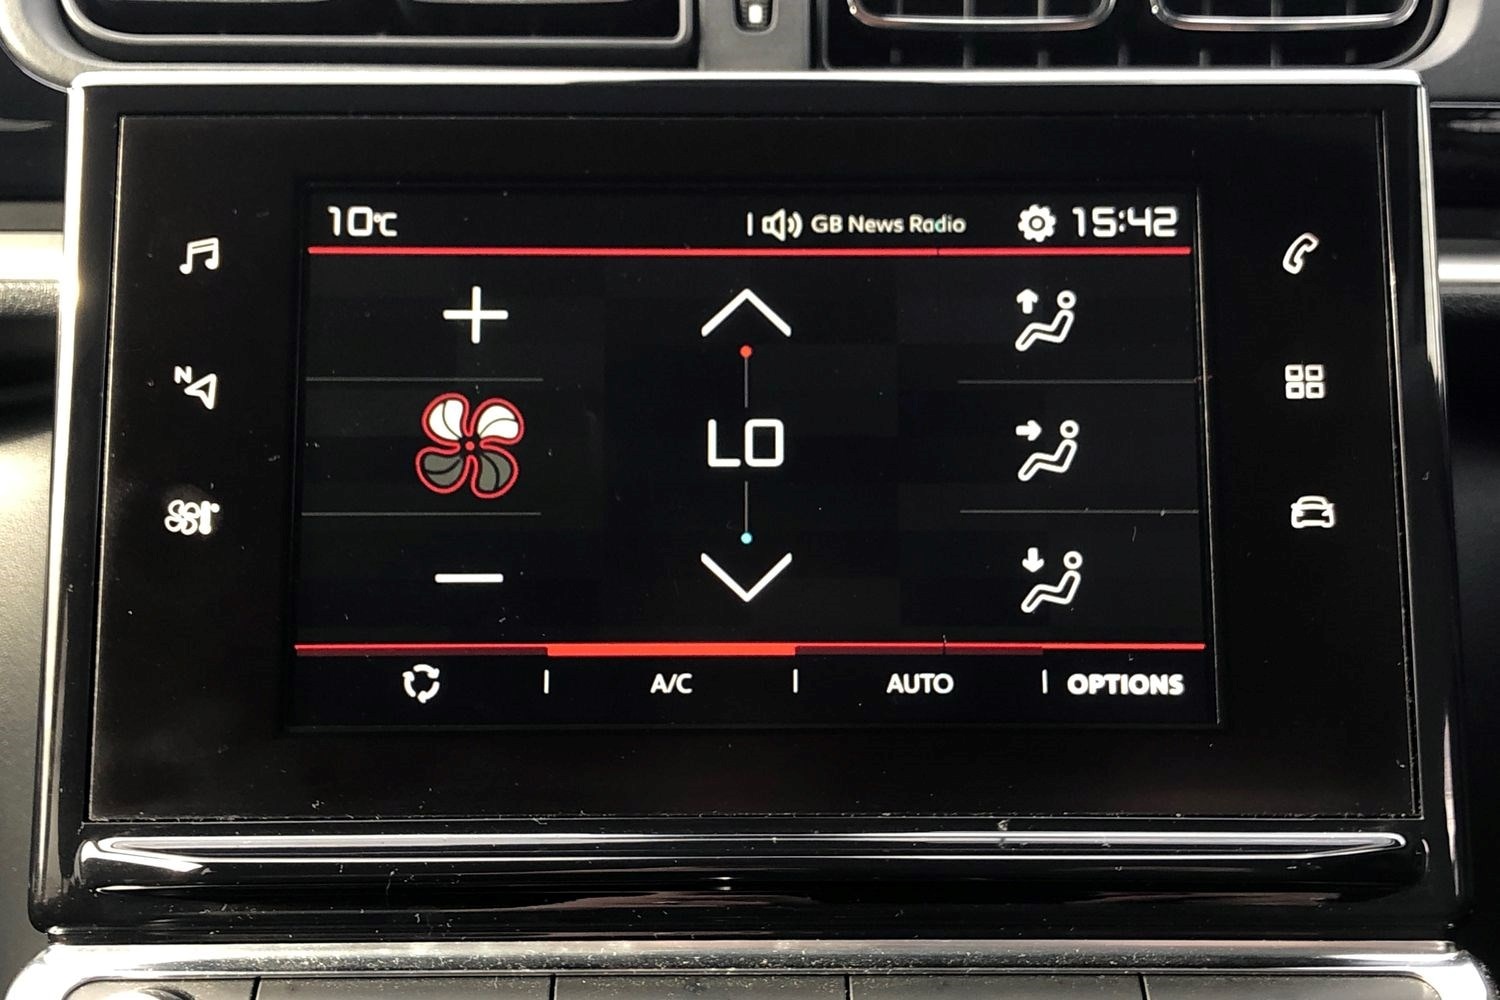 10°C | GB News Radio 15:42
N
LO
| A/C | AUTO | OPTIONS